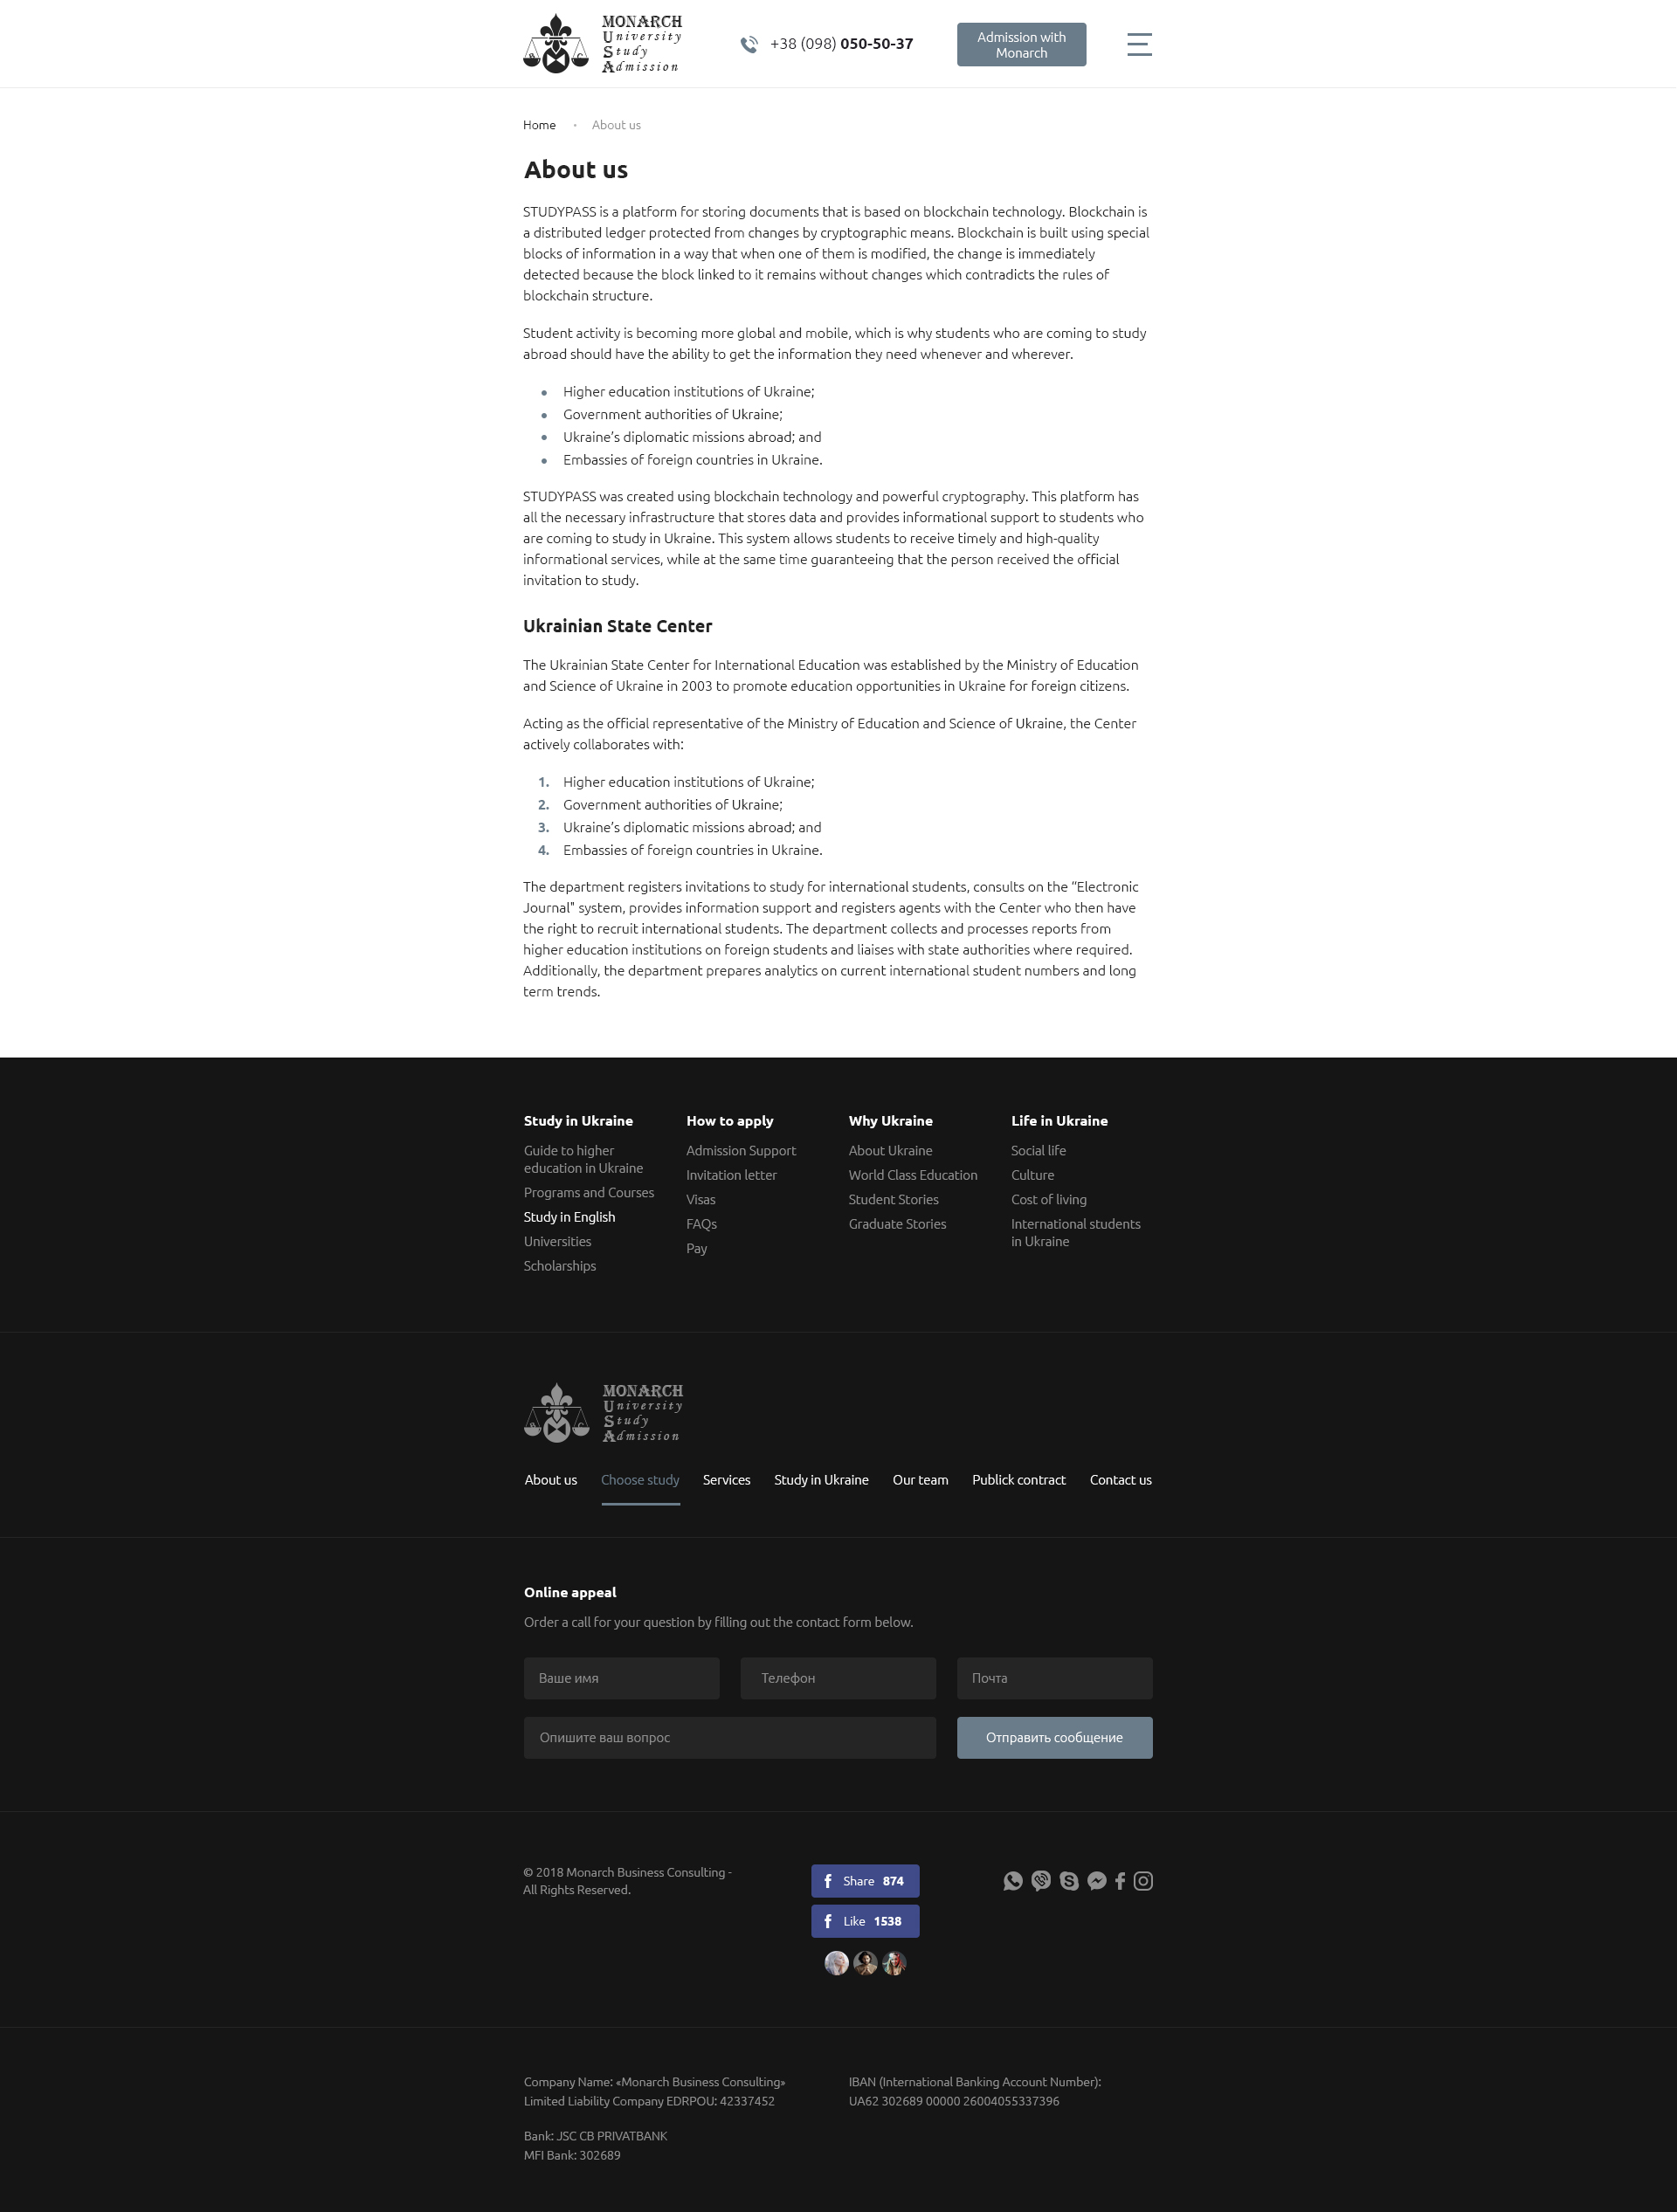 MONARCH
University
Study
Admission
+38 (098) 050-50-37
Admission with
Monarch
Home
About us
About us
STUDYPASS is a platform for storing documents that is based on blockchain technology. Blockchain is
a distributed ledger protected from changes by cryptographic means. Blockchain is built using special
blocks of information in a way that when one of them is modified, the change is immediately
detected because the block linked to it remains without changes which contradicts the rules of
blockchain structure.
Student activity is becoming more global and mobile, which is why students who are coming to study
abroad should have the ability to get the information they need whenever and wherever.
Higher education institutions of Ukraine;
Government authorities of Ukraine;
Ukraine’s diplomatic missions abroad; and
Embassies of foreign countries in Ukraine.
STUDYPASS was created using blockchain technology and powerful cryptography. This platform has
all the necessary infrastructure that stores data and provides informational support to students who
are coming to study in Ukraine. This system allows students to receive timely and high-quality
informational services, while at the same time guaranteeing that the person received the official
invitation to study.
Ukrainian State Center
The Ukrainian State Center for International Education was established by the Ministry of Education
and Science of Ukraine in 2003 to promote education opportunities in Ukraine for foreign citizens.
Acting as the official representative of the Ministry of Education and Science of Ukraine, the Center
actively collaborates with:
1. Higher education institutions of Ukraine;
2. Government authorities of Ukraine;
3. Ukraine’s diplomatic missions abroad; and
4. Embassies of foreign countries in Ukraine.
The department registers invitations to study for international students, consults on the “Electronic
Journal" system, provides information support and registers agents with the Center who then have
the right to recruit international students. The department collects and processes reports from
higher education institutions on foreign students and liaises with state authorities where required.
Additionally, the department prepares analytics on current international student numbers and long
term trends.
Study in Ukraine
Guide to higher
education in Ukraine
Programs and Courses
Study in English
Universities
Scholarships
How to apply
Admission Support
Invitation letter
Visas
FAQs
Pay
Why Ukraine
About Ukraine
World Class Education
Student Stories
Graduate Stories
Life in Ukraine
Social life
Culture
Cost of living
International students
in Ukraine
MONARCH
University
Study
Admission
About us Choose study Services Study in Ukraine Our team Publick contract Contact us
Online appeal
Order a call for your question by filling out the contact form below.
Ваше имя
Телефон
Почта
Опишите ваш вопрос
Отправить сообщение
© 2018 Monarch Business Consulting -
All Rights Reserved.
Share 874
Like 1538
Company Name: «Monarch Business Consulting»
Limited Liability Company EDRPOU: 42337452
Bank: JSC CB PRIVATBANK
MFI Bank: 302689
IBAN (International Banking Account Number):
UA62 302689 00000 26004055337396